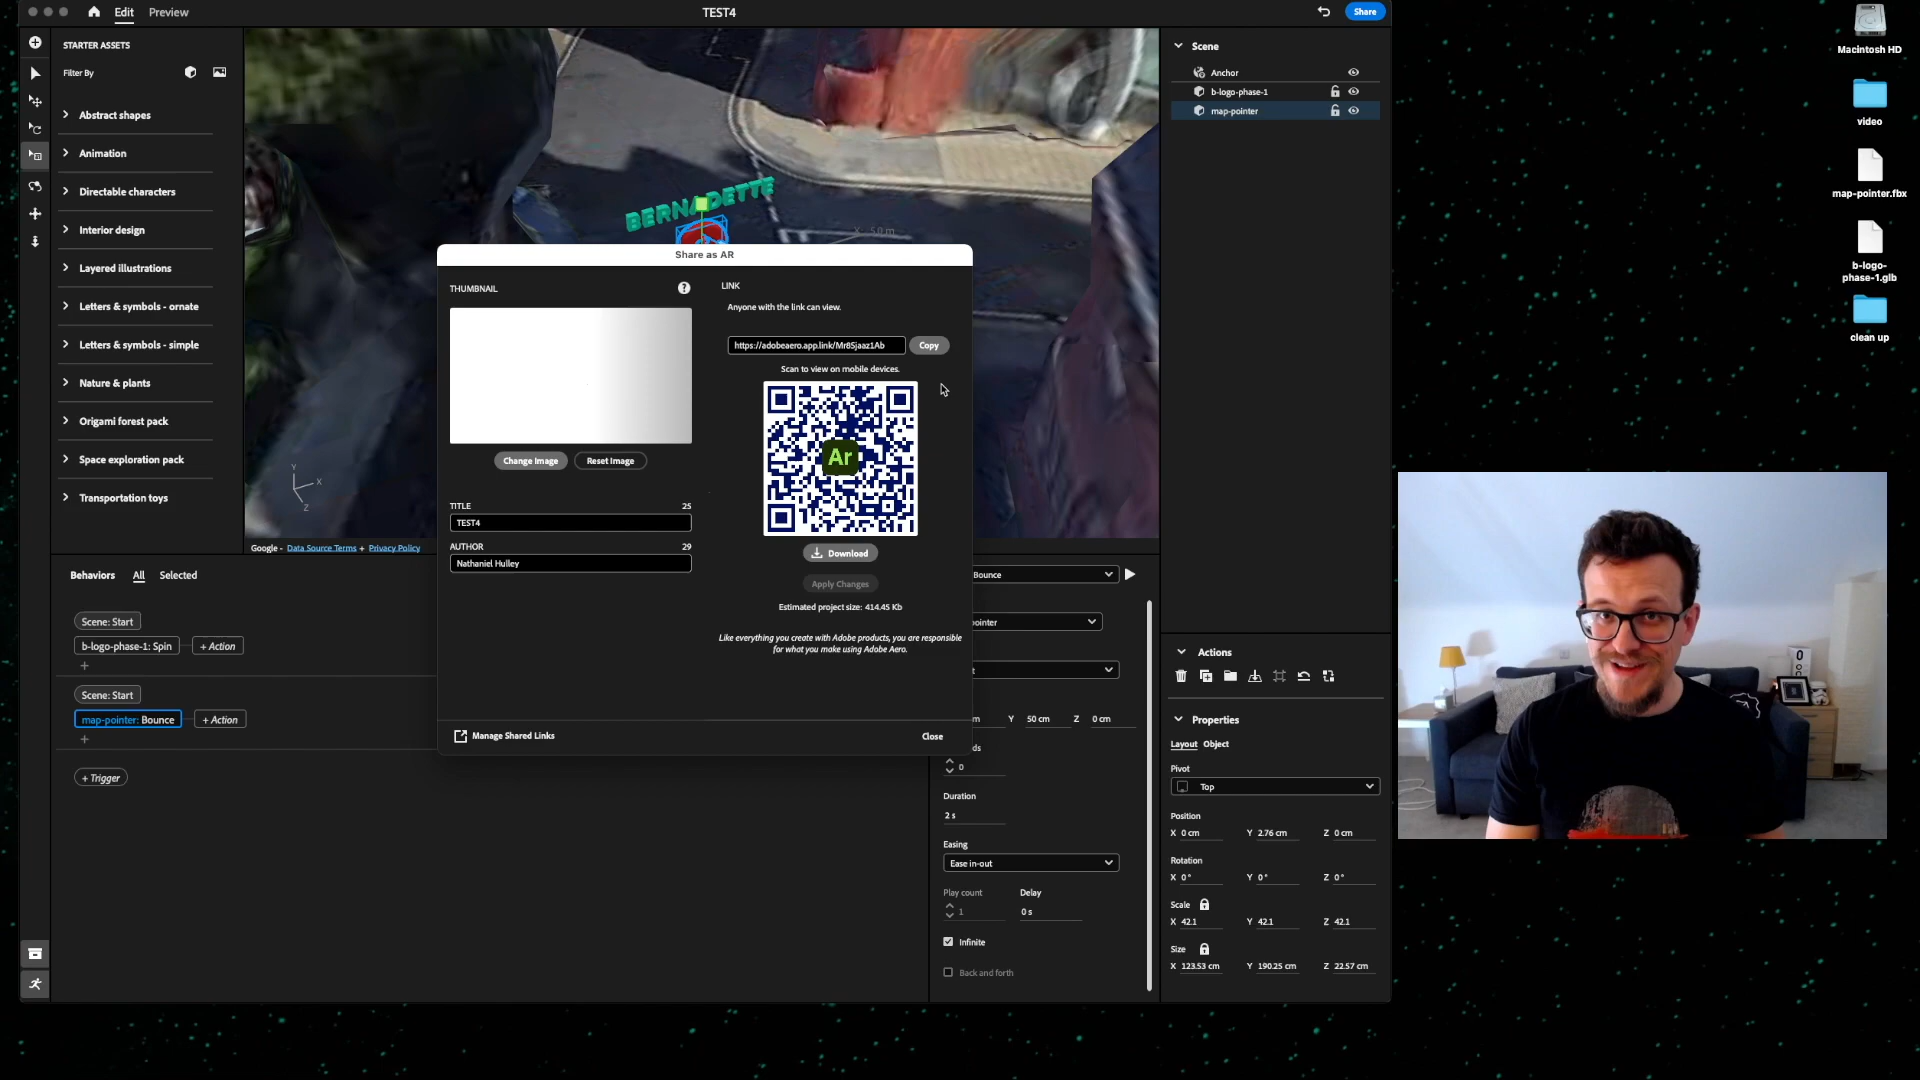 Edit
Preview
TEST4
Share
STARTER ASSETS
Filter By
Abstract shapes
Animation
Directable characters
Interior design
Layered illustrations
Letters & symbols - ornate
Letters & symbols - simple
Nature & plants
Origami forest pack
Space exploration pack
Transportation toys
BERNADETTE
X 5.0 m
Y
X
Z
Google - Data Source Terms + Privacy Policy
Share as AR
THUMBNAIL
?
Change Image
Reset Image
TITLE 25
TEST4
AUTHOR 29
Nathaniel Hulley
LINK
Anyone with the link can view.
https://adobeaero.app.link/Mr8Sjaaz1Ab
Copy
Scan to view on mobile devices.
Ar
Download
Apply Changes
Estimated project size: 414.45 Kb
Like everything you create with Adobe products, you are responsible
for what you make using Adobe Aero.
Manage Shared Links
Close
Behaviors All Selected
Scene: Start
b-logo-phase-1: Spin
+ Action
+
Scene: Start
map-pointer: Bounce
+ Action
+
+ Trigger
Bounce
ointer
t
m Y 50 cm Z 0 cm
ds
0
Duration
2 s
Easing
Ease in-out
Play count
Delay
1
0 s
Infinite
Back and forth
Scene
Anchor
b-logo-phase-1
map-pointer
Actions
Properties
Layout Object
Pivot
Top
Position
X 0 cm Y 2.76 cm Z 0 cm
Rotation
X 0° Y 0° Z 0°
Scale
X 42.1 Y 42.1 Z 42.1
Size
X 123.53 cm Y 190.25 cm Z 22.57 cm
Macintosh HD
video
map-pointer.fbx
b-logo-
phase-1.glb
clean up